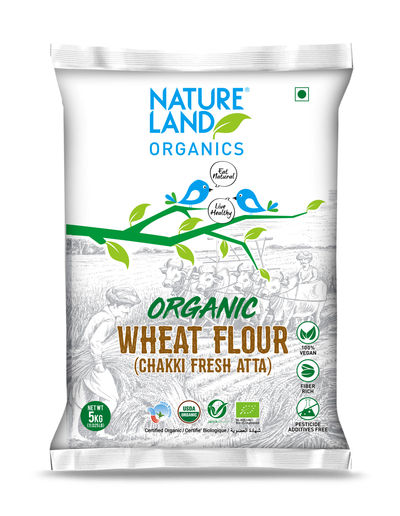 NATURE
LAND
ORGANICS
Eat
Natural
Live
Healthy
ORGANIC
WHEAT FLOUR
(CHAKKI FRESH ATTA)
100%
VEGAN
FIBER
RICH
PESTICIDE
ADDITIVES FREE
NET WT
5KG
USDA
ORGANIC
Certified Organic / Certifié Biologique / شهادة العضوية